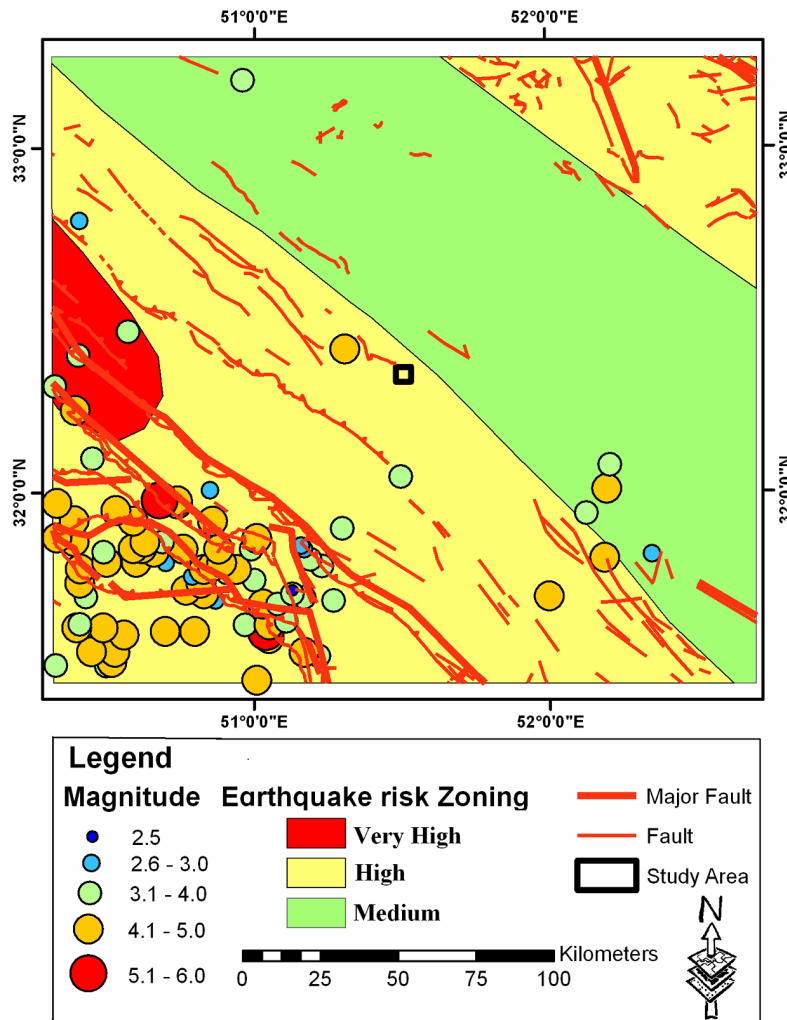 51°0'0"E 52°0'0"E
33°0'0"N 33°0'0"N
32°0'0"N 32°0'0"N
51°0'0"E 52°0'0"E
Legend
Magnitude Earthquake risk Zoning
2.5
2.6 - 3.0
3.1 - 4.0
4.1 - 5.0
5.1 - 6.0
Very High
High
Medium
Major Fault
Fault
Study Area
Kilometers
0 25 50 75 100
N